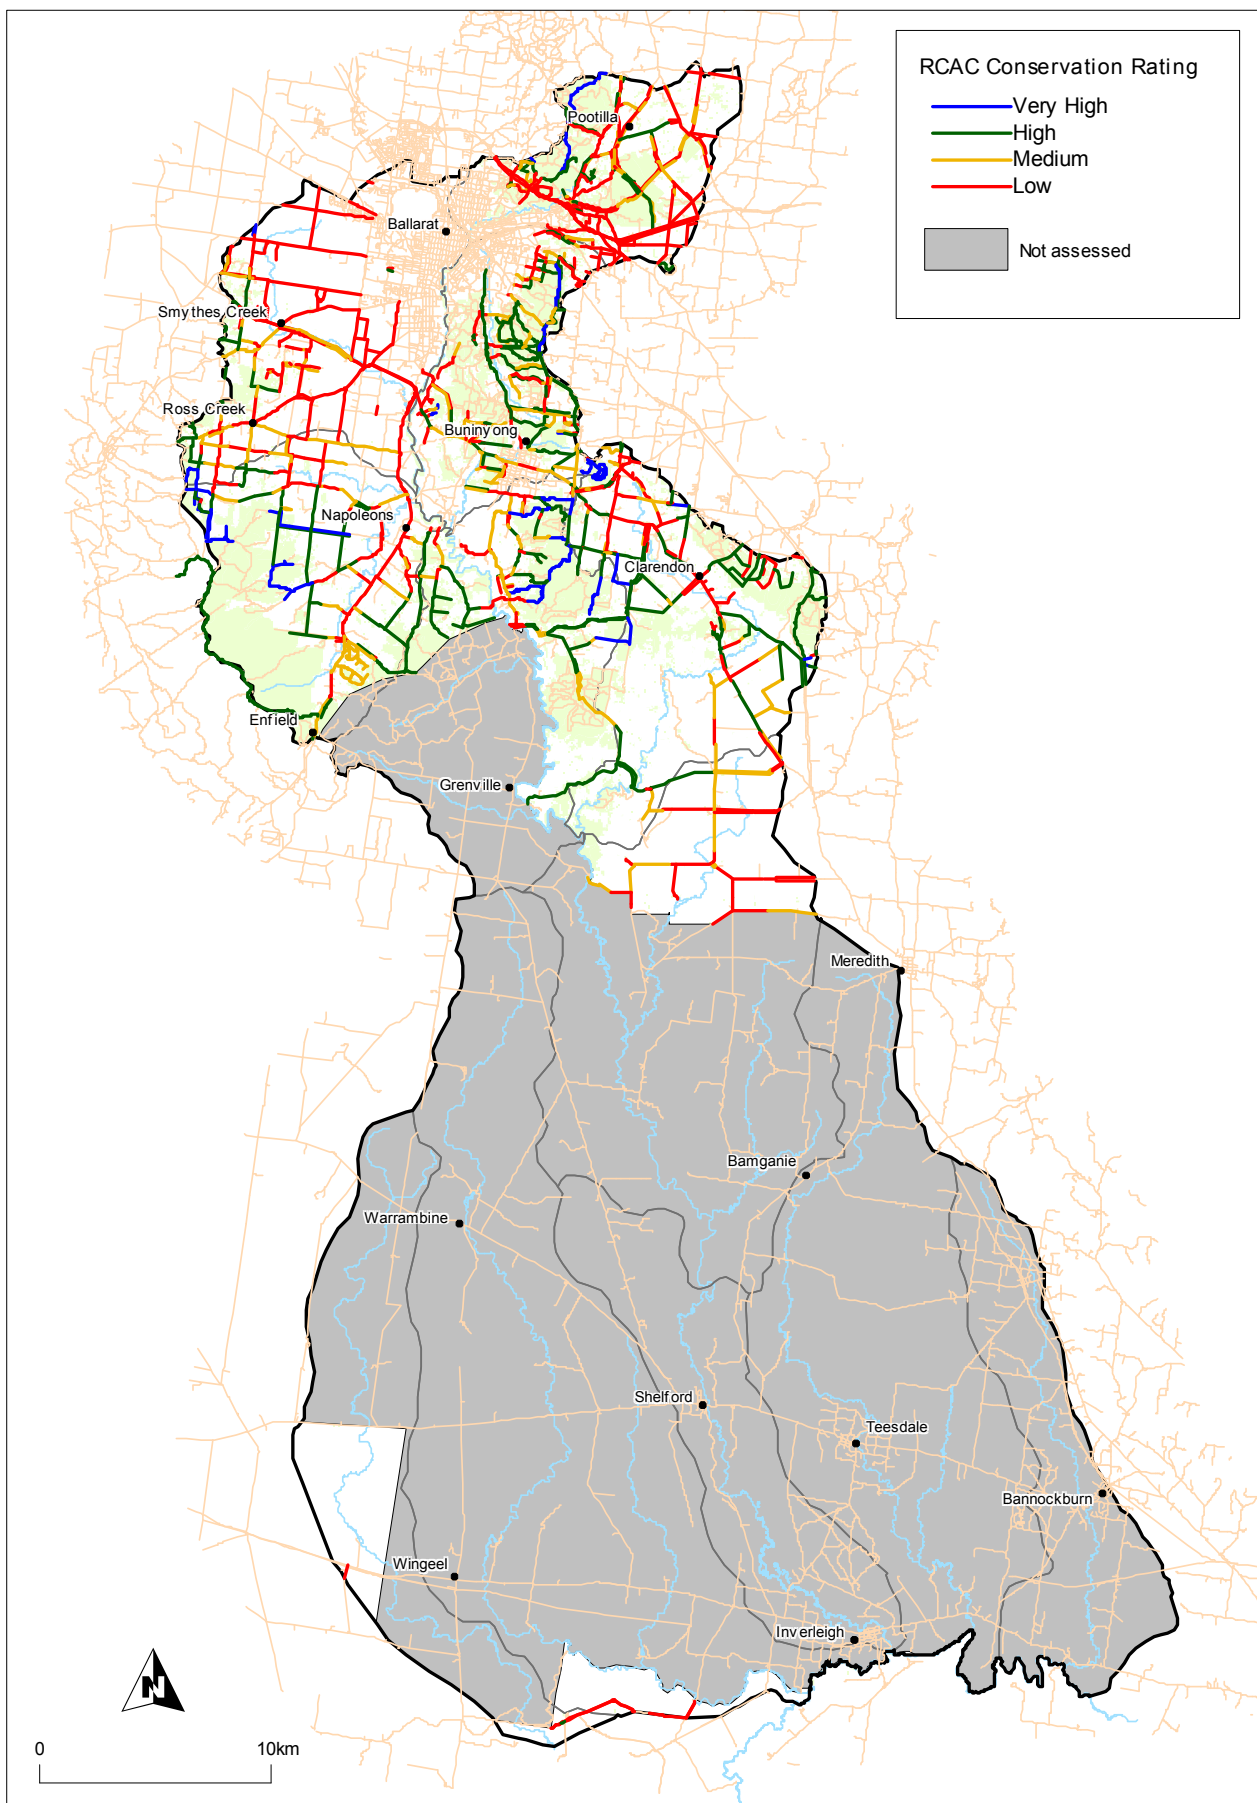 RCAC Conservation Rating
Very High
High
Medium
Low
Not assessed
Pootilla
Ballarat
Smythes Creek
Ross Creek
Buninyong
Napoleons
Clarendon
Enfield
Grenville
Meredith
Bamganie
Warrambine
Shelford
Teesdale
Bannockburn
Wingeel
Inverleigh
N
0 10km